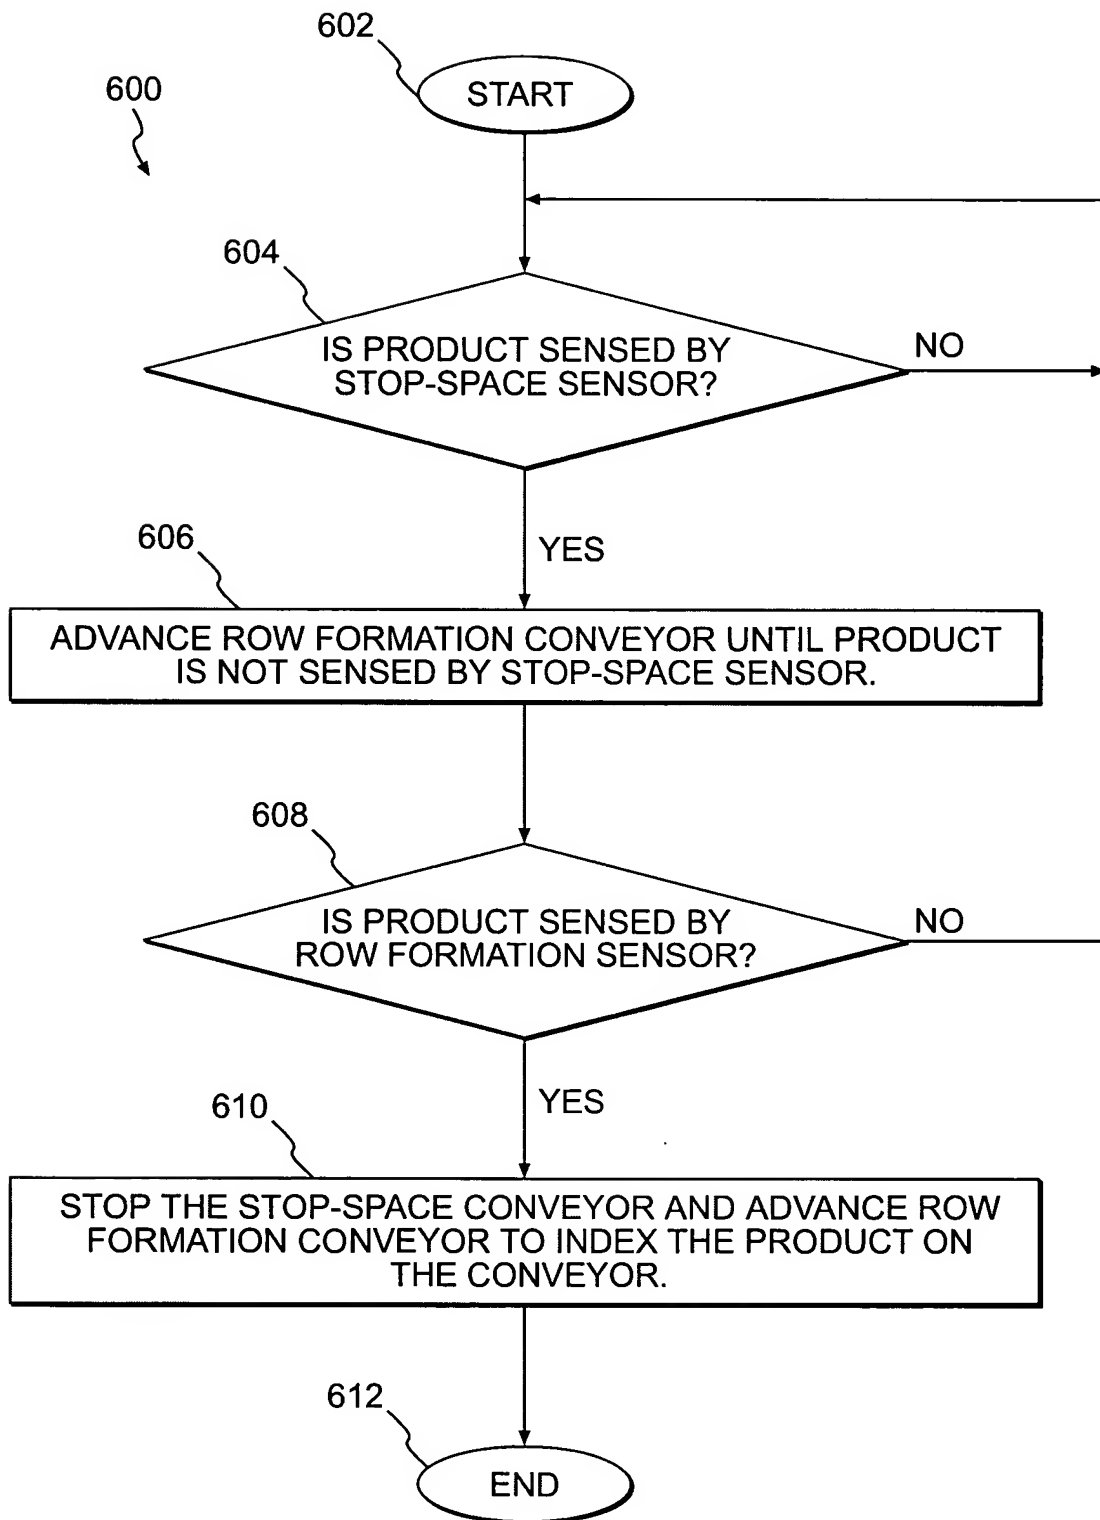 602
START
600
604
IS PRODUCT SENSED BY
STOP-SPACE SENSOR?
NO
YES
606
ADVANCE ROW FORMATION CONVEYOR UNTIL PRODUCT
IS NOT SENSED BY STOP-SPACE SENSOR.
608
IS PRODUCT SENSED BY
ROW FORMATION SENSOR?
NO
YES
610
STOP THE STOP-SPACE CONVEYOR AND ADVANCE ROW
FORMATION CONVEYOR TO INDEX THE PRODUCT ON
THE CONVEYOR.
612
END